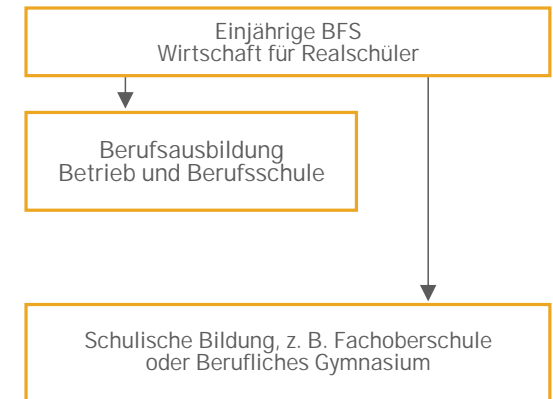 Einjährige BFS
Wirtschaft für Realschüler
Berufsausbildung
Betrieb und Berufsschule
Schulische Bildung, z. B. Fachoberschule
oder Berufliches Gymnasium